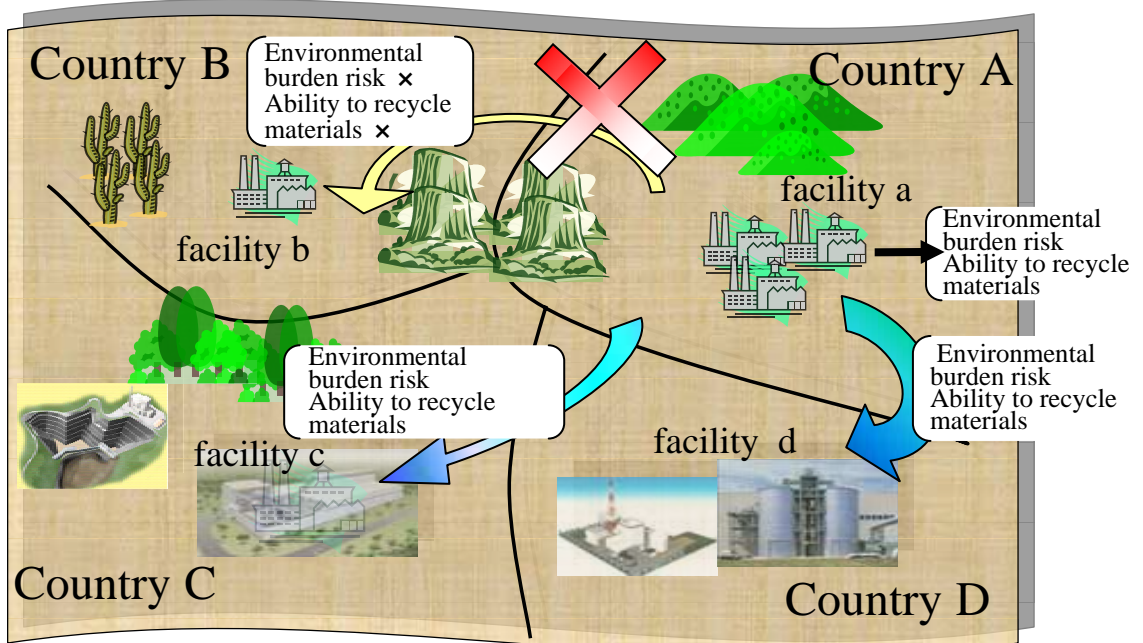 Country B
Environmental
burden risk ×
Ability to recycle
materials ×
Country A
facility a
facility b
Environmental
burden risk
Ability to recycle
materials
Environmental
burden risk
Ability to recycle
materials
Environmental
burden risk
Ability to recycle
materials
facility c
facility d
Country C
Country D